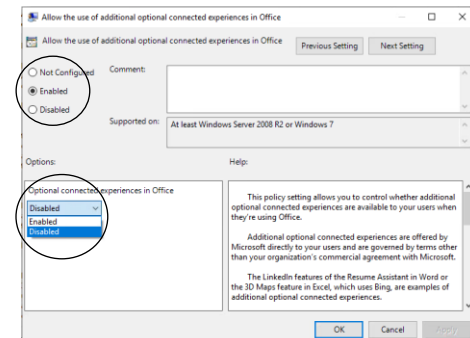 Allow the use of additional optional connected experiences in Office
Allow the use of additional optional connected experiences in Office
Previous Setting
Next Setting
Not Configured
Comment:
Enabled
Disabled
Supported on:
At least Windows Server 2008 R2 or Windows 7
Options:
Help:
Optional connected experiences in Office
Disabled
Enabled
Disabled
This policy setting allows you to control whether additional
optional connected experiences are available to your users when
they're using Office.
Additional optional connected experiences are offered by
Microsoft directly to your users and are governed by terms other
than your organization's commercial agreement with Microsoft.
The LinkedIn features of the Resume Assistant in Word or
the 3D Maps feature in Excel, which uses Bing, are examples of
additional optional connected experiences.
OK
Cancel
Apply